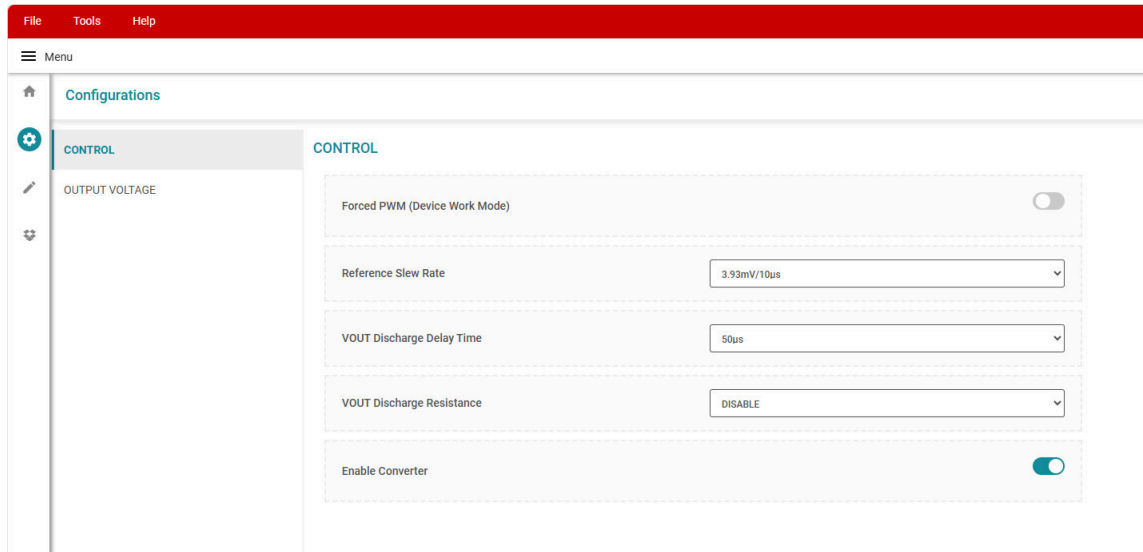 File Tools Help
Menu
Configurations
CONTROL
OUTPUT VOLTAGE
CONTROL
Forced PWM (Device Work Mode)
Reference Slew Rate 3.93mV/10µs
VOUT Discharge Delay Time 50µs
VOUT Discharge Resistance DISABLE
Enable Converter